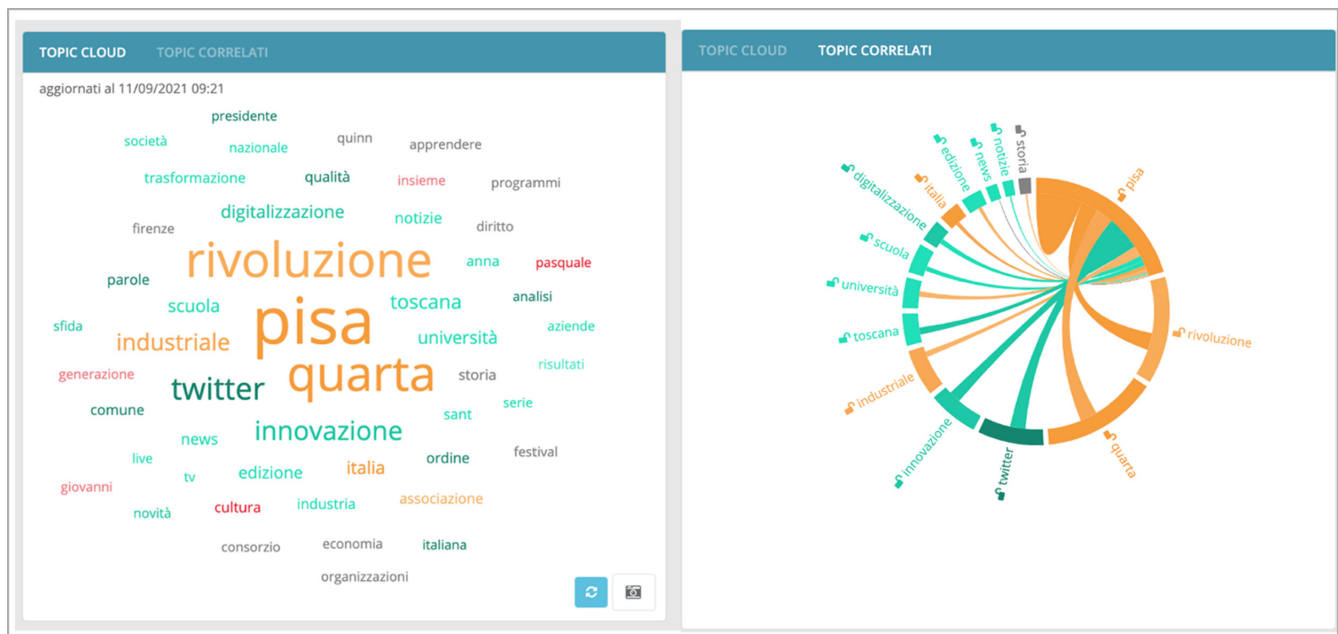 TOPIC CLOUD TOPIC CORRELATI
aggiornati al 11/09/2021 09:21
presidente
società nazionale quinn apprendere
trasformazione qualità insieme programmi
digitalizzazione notizie
firenze diritto
rivoluzione anna pasquale
parole
scuola pisa toscana analisi
sfida industriale università aziende
generazione twitter quarta storia risultati
comune sant serie
news innovazione
live tv edizione italia ordine festival
giovanni
novità cultura industria associazione
consorzio economia italiana
organizzazioni
TOPIC CLOUD TOPIC CORRELATI
pisa
rivoluzione
quarta
twitter
innovazione
industriale
toscana
università
scuola
digitalizzazione
italia
edizione
news
notizie
storia